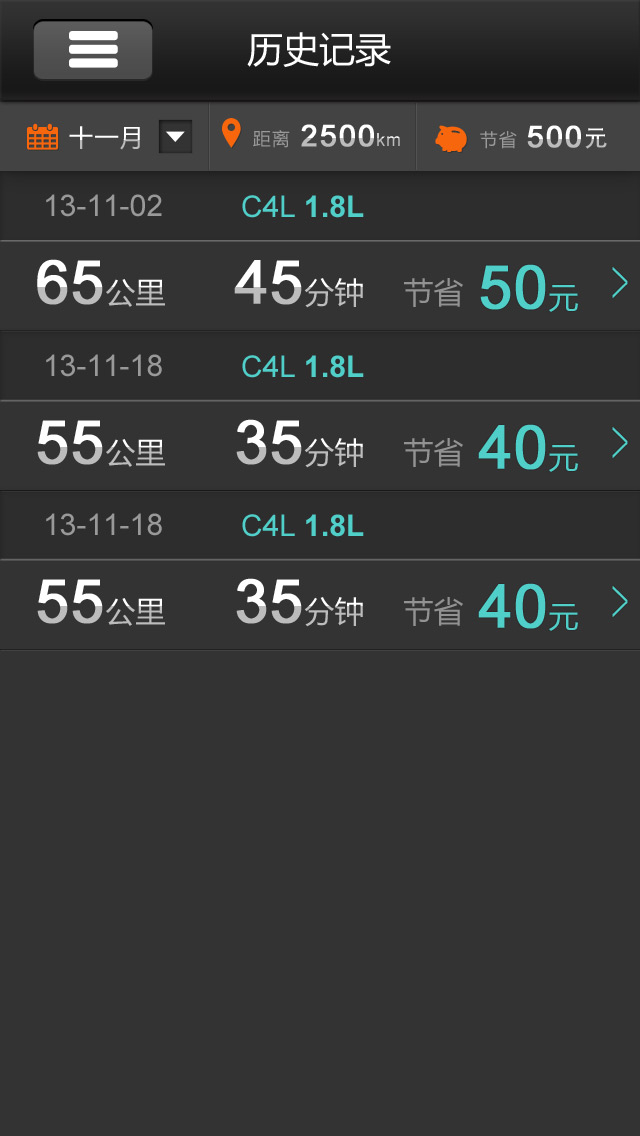 历史记录
十一月 距离 2500km 节省 500元
13-11-02 C4L 1.8L
65公里 45分钟 节省 50元
13-11-18 C4L 1.8L
55公里 35分钟 节省 40元
13-11-18 C4L 1.8L
55公里 35分钟 节省 40元